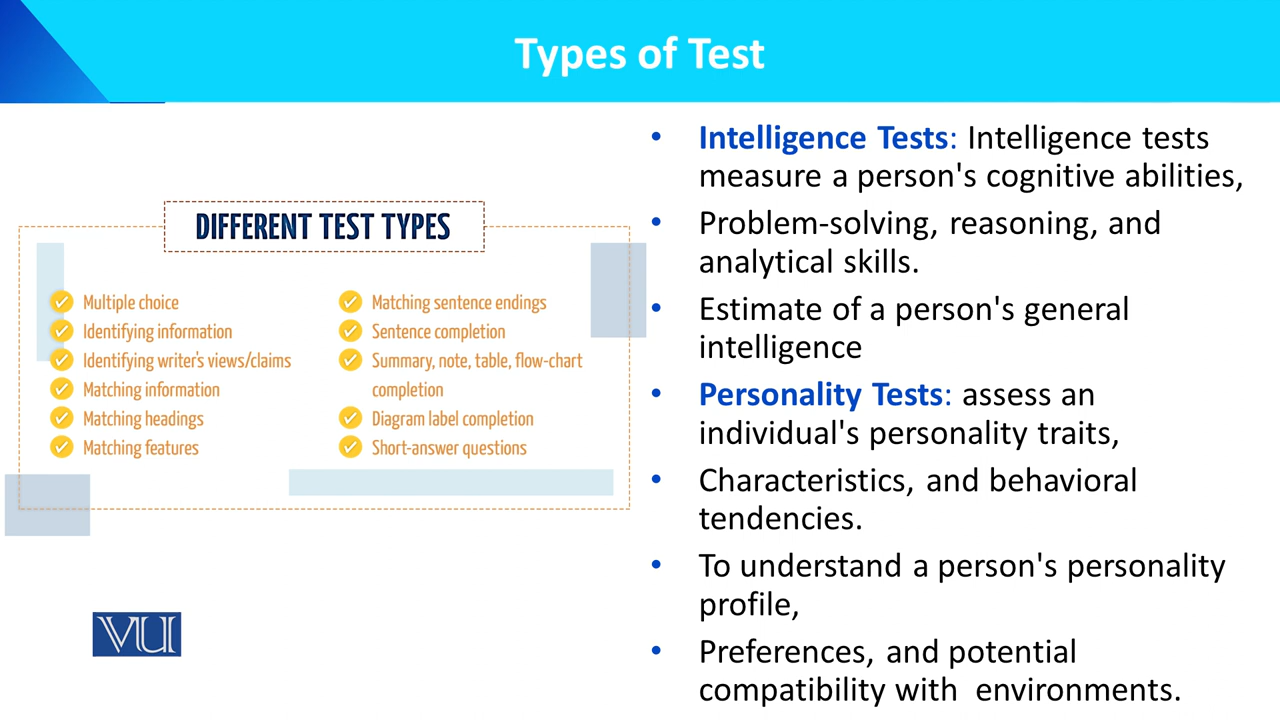 Types of Test
DIFFERENT TEST TYPES
Multiple choice
Identifying information
Identifying writer's views/claims
Matching information
Matching headings
Matching features
Matching sentence endings
Sentence completion
Summary, note, table, flow-chart
completion
Diagram label completion
Short-answer questions
VU
• Intelligence Tests: Intelligence tests
measure a person's cognitive abilities,
• Problem-solving, reasoning, and
analytical skills.
• Estimate of a person's general
intelligence
• Personality Tests: assess an
individual's personality traits,
• Characteristics, and behavioral
tendencies.
• To understand a person's personality
profile,
• Preferences, and potential
compatibility with environments.